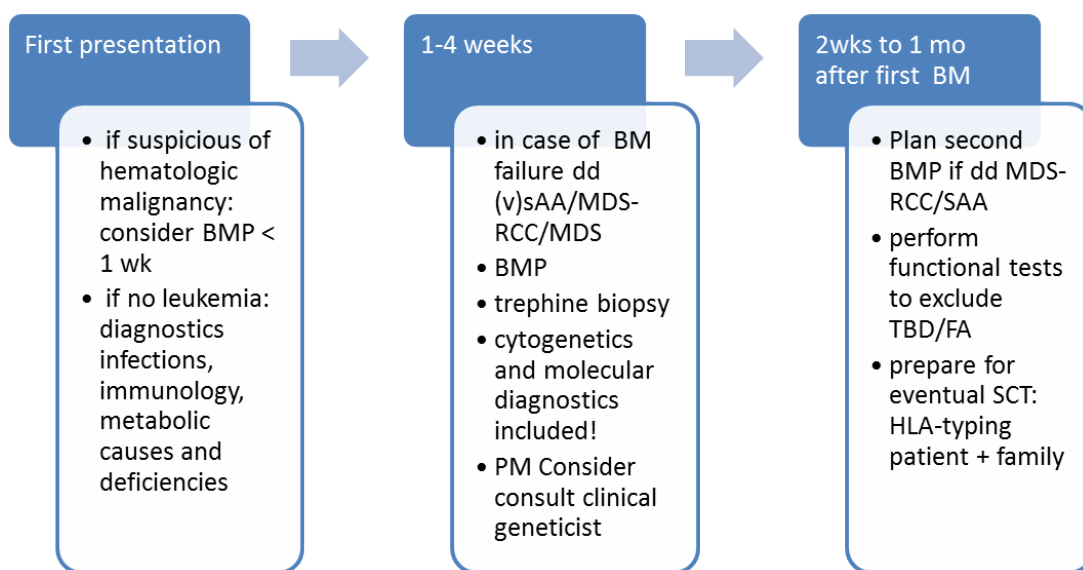 First presentation
• if suspicious of
hematologic
malignancy:
consider BMP <
1 wk
• if no leukemia:
diagnostics
infections,
immunology,
metabolic
causes and
deficiencies
1-4 weeks
• in case of BM
failure dd
(v)sAA/MDS-
RCC/MDS
• BMP
• trephine biopsy
• cytogenetics
and molecular
diagnostics
included!
• PM Consider
consult clinical
geneticist
2wks to 1 mo
after first BM
• Plan second
BMP if dd MDS-
RCC/SAA
• perform
functional tests
to exclude
TBD/FA
• prepare for
eventual SCT:
HLA-typing
patient + family